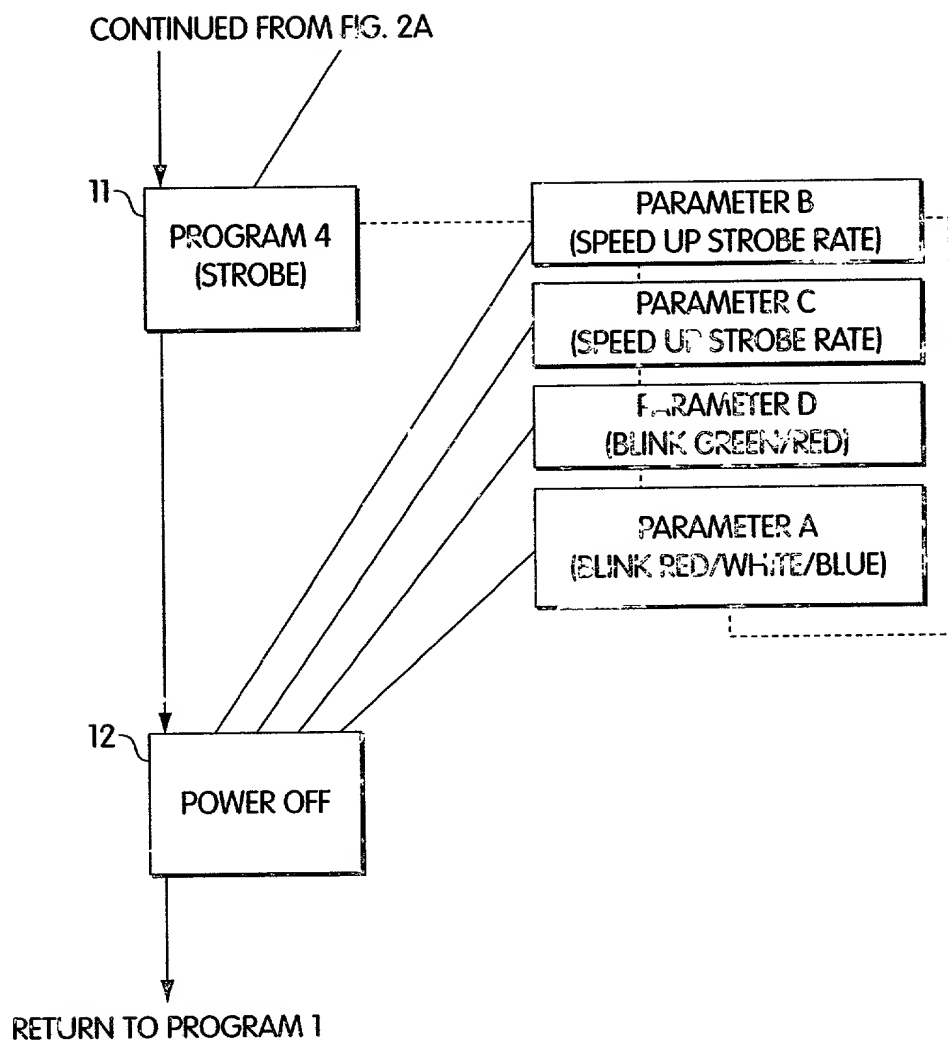 CONTINUED FROM FIG. 2A
11
PROGRAM 4
(STROBE)
PARAMETER B
(SPEED UP STROBE RATE)
PARAMETER C
(SPEED UP STROBE RATE)
PARAMETER D
(BLINK GREEN/RED)
PARAMETER A
(BLINK RED/WHITE/BLUE)
12
POWER OFF
RETURN TO PROGRAM 1